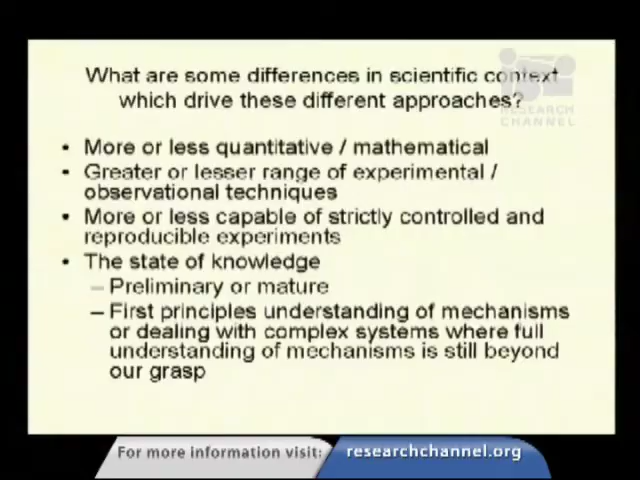 What are some differences in scientific context
which drive these different approaches?
RESEARCH
CHANNEL
• More or less quantitative / mathematical
• Greater or lesser range of experimental /
observational techniques
• More or less capable of strictly controlled and
reproducible experiments
• The state of knowledge
– Preliminary or mature
– First principles understanding of mechanisms
or dealing with complex systems where full
understanding of mechanisms is still beyond
our grasp
For more information visit: researchchannel.org